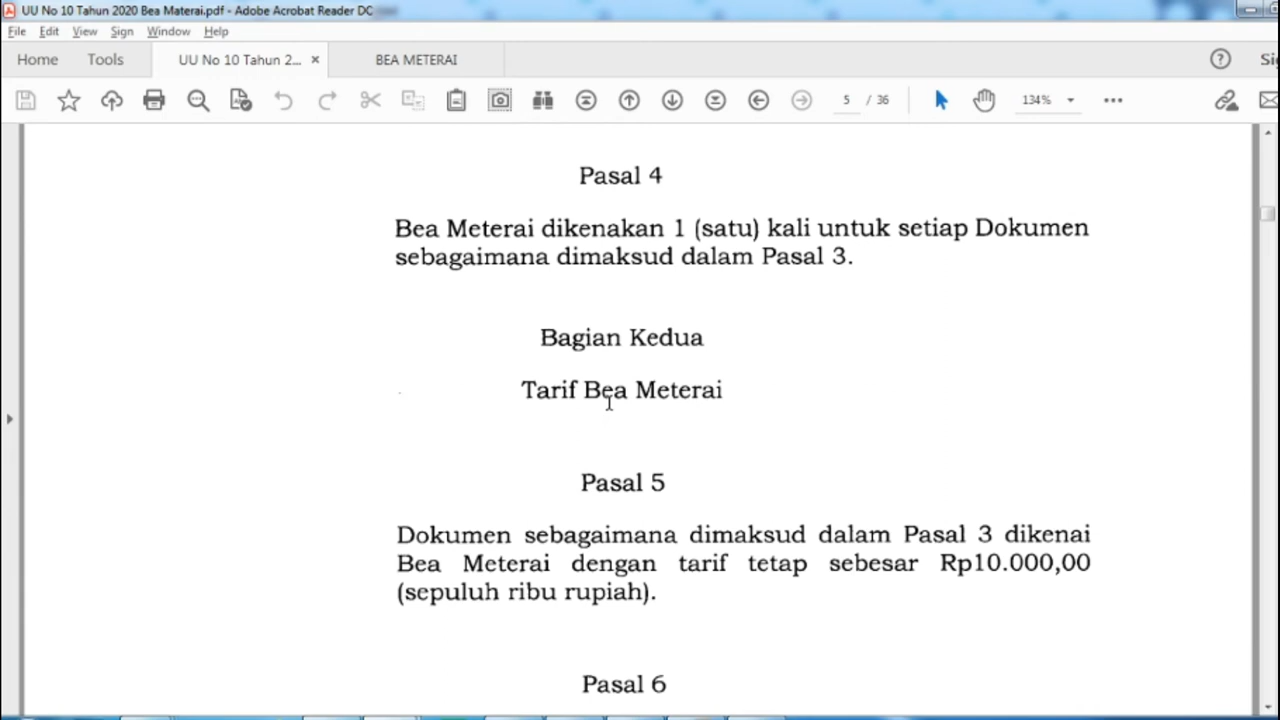 UU No 10 Tahun 2020 Bea Materai.pdf - Adobe Acrobat Reader DC
File Edit View Sign Window Help
Home Tools UU No 10 Tahun 2... × BEA METERAI ?
5 / 36 134%
Pasal 4
Bea Meterai dikenakan 1 (satu) kali untuk setiap Dokumen
sebagaimana dimaksud dalam Pasal 3.
Bagian Kedua
Tarif Bea Meterai
Pasal 5
Dokumen sebagaimana dimaksud dalam Pasal 3 dikenai
Bea Meterai dengan tarif tetap sebesar Rp10.000,00
(sepuluh ribu rupiah).
Pasal 6